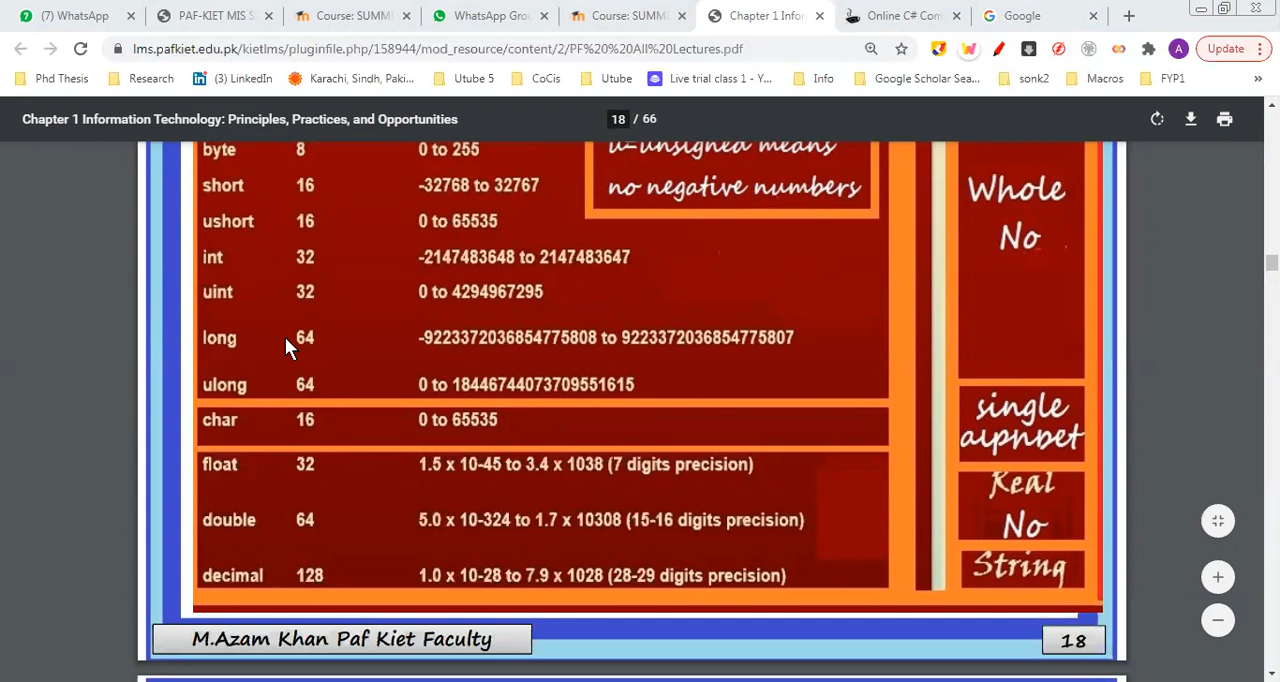 (7) WhatsApp
PAF-KIET MIS S
Course: SUMM
WhatsApp Grou
Course: SUMM
Chapter 1 Infor
Online C# Com
Google
lms.pafkiet.edu.pk/kietlms/pluginfile.php/158944/mod_resource/content/2/PF%20%20All%20Lectures.pdf
A
Update
Phd Thesis
Research
(3) LinkedIn
Karachi, Sindh, Paki...
Utube 5
CoCis
Utube
Live trial class 1 - Y...
Info
Google Scholar Sea...
sonk2
Macros
FYP1
»
Chapter 1 Information Technology: Principles, Practices, and Opportunities
18 / 66
byte 8 0 to 255
u=unsigned means
short 16 -32768 to 32767
no negative numbers
Whole
No
ushort 16 0 to 65535
int 32 -2147483648 to 2147483647
uint 32 0 to 4294967295
long 64 -9223372036854775808 to 9223372036854775807
ulong 64 0 to 18446744073709551615
char 16 0 to 65535
single
alphabet
float 32 1.5 x 10-45 to 3.4 x 1038 (7 digits precision)
Real
No
double 64 5.0 x 10-324 to 1.7 x 10308 (15-16 digits precision)
decimal 128 1.0 x 10-28 to 7.9 x 1028 (28-29 digits precision)
String
M.Azam Khan Paf Kiet Faculty
18